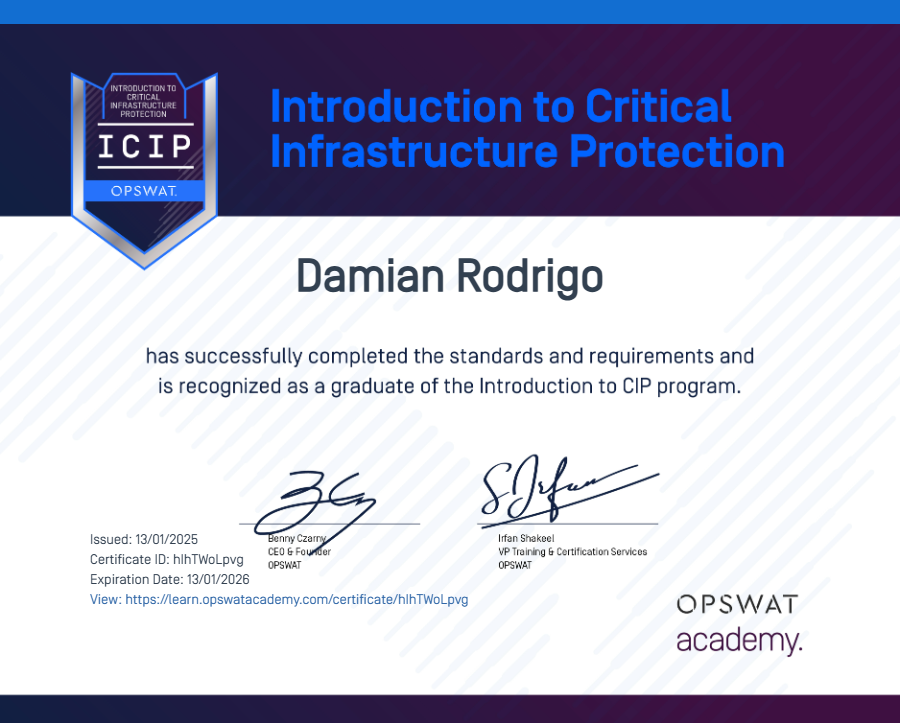 INTRODUCTION TO
CRITICAL
INFRASTRUCTURE
PROTECTION
ICIP
OPSWAT.
Introduction to Critical
Infrastructure Protection
Damian Rodrigo
has successfully completed the standards and requirements and
is recognized as a graduate of the Introduction to CIP program.
Benny Czarny
CEO & Founder
OPSWAT
Irfan Shakeel
VP Training & Certification Services
OPSWAT
Issued: 13/01/2025
Certificate ID: hIhTWoLpvg
Expiration Date: 13/01/2026
View: https://learn.opswatacademy.com/certificate/hIhTWoLpvg
OPSWAT
academy.